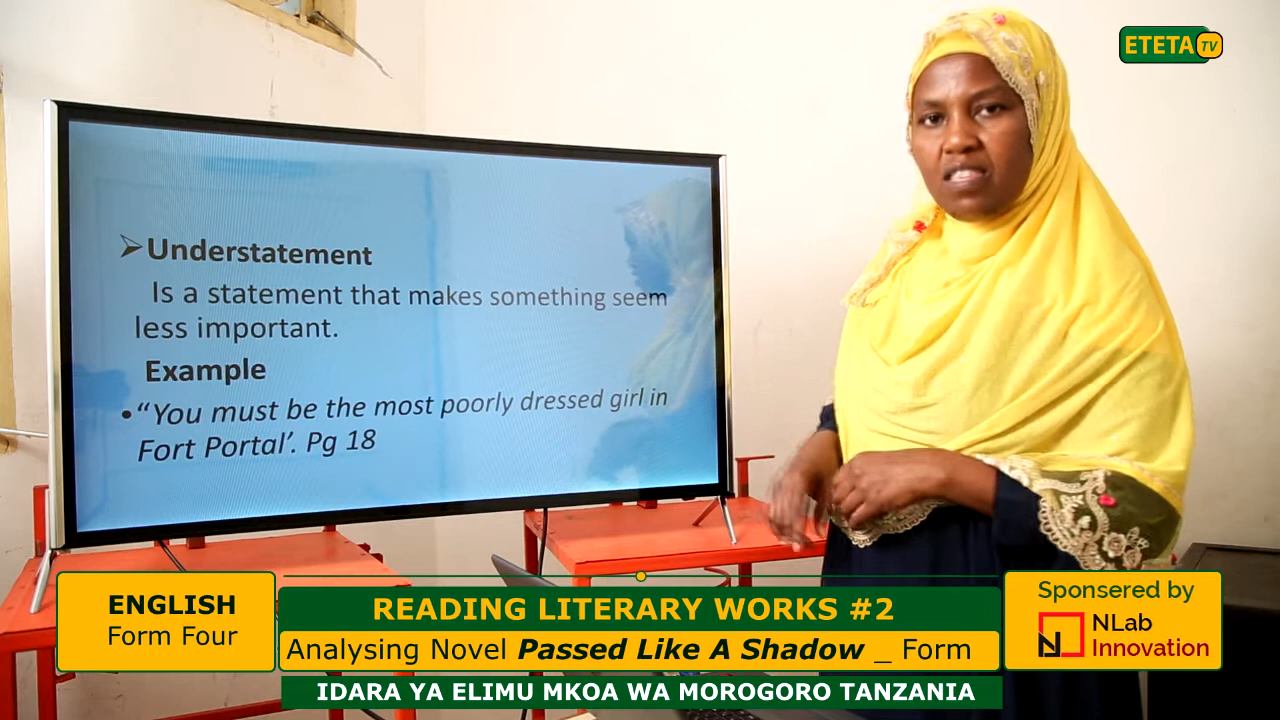 ETETA TV
➢Understatement
Is a statement that makes something seem
less important.
Example
•“You must be the most poorly dressed girl in
Fort Portal’. Pg 18
ENGLISH
Form Four
READING LITERARY WORKS #2
Analysing Novel Passed Like A Shadow _ Form
IDARA YA ELIMU MKOA WA MOROGORO TANZANIA
Sponsered by
NLab
Innovation